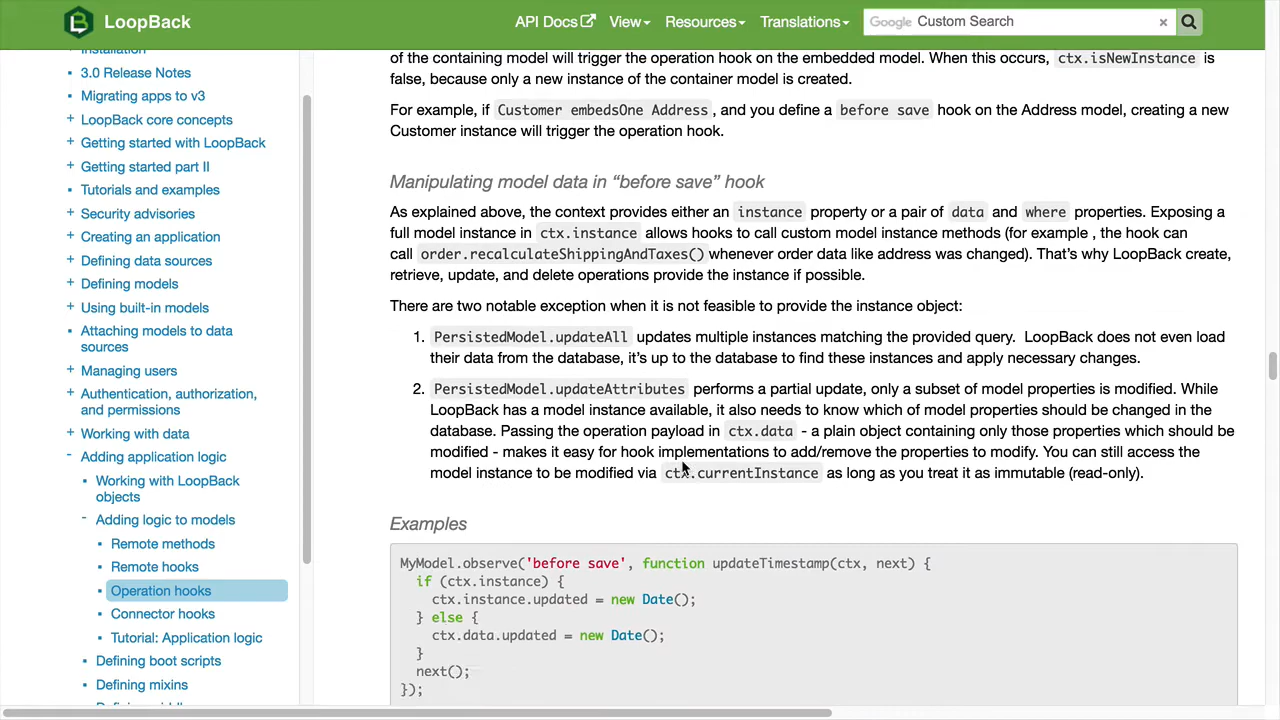 LoopBack
API Docs View Resources Translations
Google Custom Search ×
Installation
3.0 Release Notes
Migrating apps to v3
+ LoopBack core concepts
+ Getting started with LoopBack
+ Getting started part II
Tutorials and examples
+ Security advisories
+ Creating an application
+ Defining data sources
+ Defining models
+ Using built-in models
Attaching models to data
sources
+ Managing users
+ Authentication, authorization,
and permissions
+ Working with data
- Adding application logic
Working with LoopBack
objects
- Adding logic to models
Remote methods
Remote hooks
Operation hooks
Connector hooks
Tutorial: Application logic
Defining boot scripts
Defining mixins
of the containing model will trigger the operation hook on the embedded model. When this occurs, ctx.isNewInstance is
false, because only a new instance of the container model is created.
For example, if Customer embedsOne Address, and you define a before save hook on the Address model, creating a new
Customer instance will trigger the operation hook.
Manipulating model data in “before save” hook
As explained above, the context provides either an instance property or a pair of data and where properties. Exposing a
full model instance in ctx.instance allows hooks to call custom model instance methods (for example , the hook can
call order.recalculateShippingAndTaxes() whenever order data like address was changed). That’s why LoopBack create,
retrieve, update, and delete operations provide the instance if possible.
There are two notable exception when it is not feasible to provide the instance object:
1. PersistedModel.updateAll updates multiple instances matching the provided query. LoopBack does not even load
their data from the database, it’s up to the database to find these instances and apply necessary changes.
2. PersistedModel.updateAttributes performs a partial update, only a subset of model properties is modified. While
LoopBack has a model instance available, it also needs to know which of model properties should be changed in the
database. Passing the operation payload in ctx.data - a plain object containing only those properties which should be
modified - makes it easy for hook implementations to add/remove the properties to modify. You can still access the
model instance to be modified via ctx.currentInstance as long as you treat it as immutable (read-only).
Examples
MyModel.observe('before save', function updateTimestamp(ctx, next) {
if (ctx.instance) {
ctx.instance.updated = new Date();
} else {
ctx.data.updated = new Date();
}
next();
});